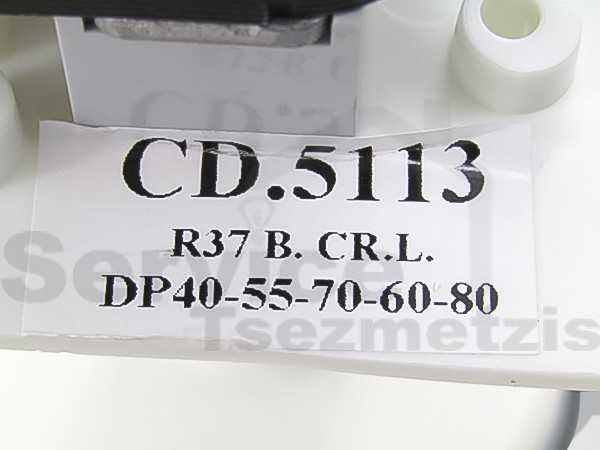 CD.5113
R37 B. CR.L.
DP40-55-70-60-80
Service
Tsezmetzis